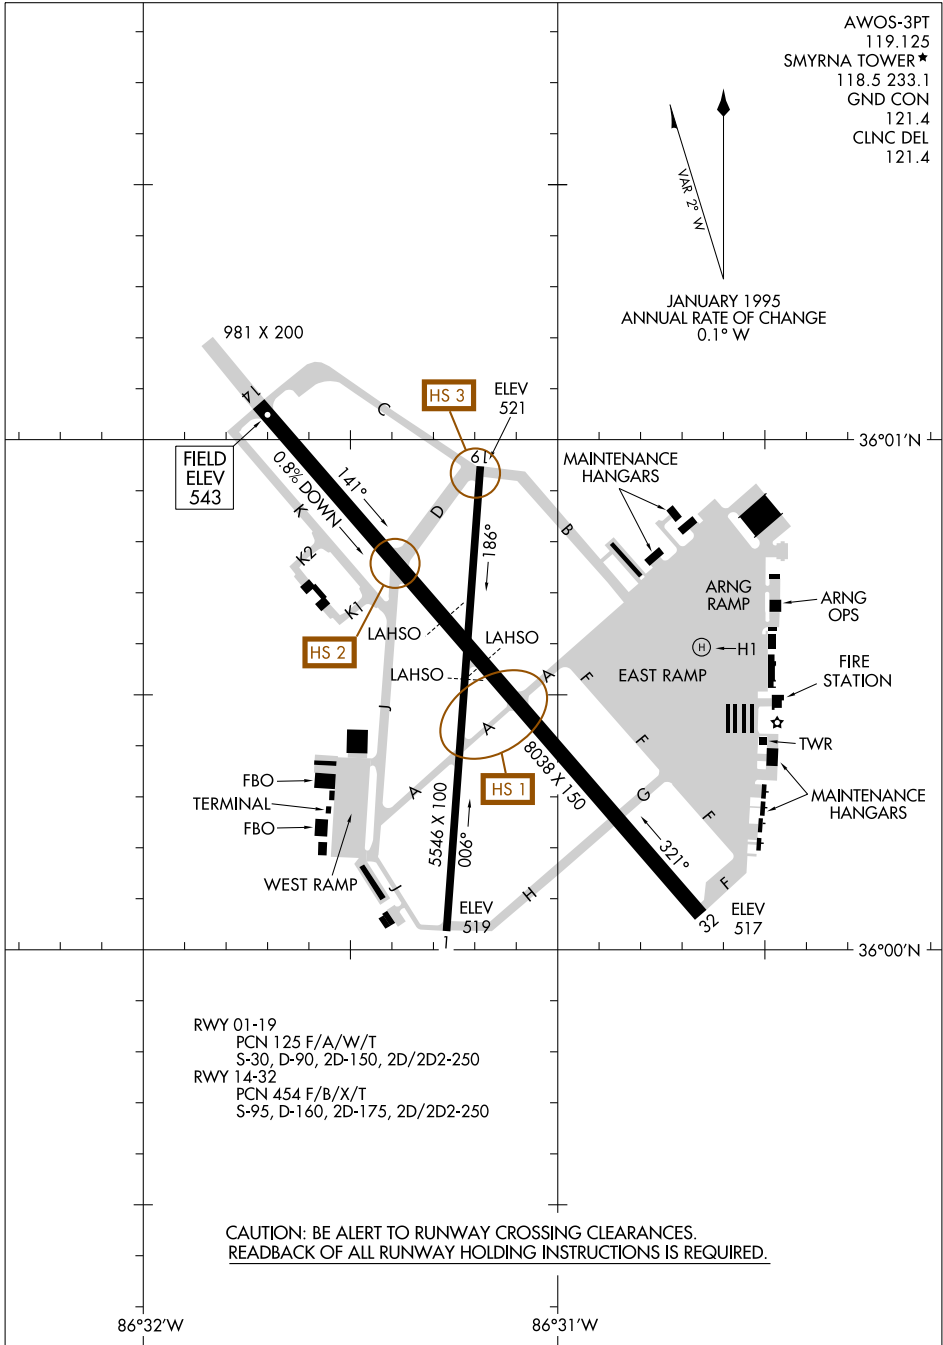 AWOS-3PT
119.125
SMYRNA TOWER★
118.5 233.1
GND CON
121.4
CLNC DEL
121.4
VAR 2° W
JANUARY 1995
ANNUAL RATE OF CHANGE
0.1° W
981 X 200
14
C
HS 3
ELEV
521
19
36°01'N
FIELD
ELEV
543
0.8% DOWN
141°
K
D
186°
B
MAINTENANCE
HANGARS
K2
K1
ARNG
RAMP
ARNG
OPS
HS 2
LAHSO
LAHSO
LAHSO
H
H1
EAST RAMP
FIRE
STATION
A
F
J
A
F
TWR
8038 X 150
FBO
TERMINAL
FBO
A
HS 1
G
F
MAINTENANCE
HANGARS
5546 X 100
006°
321°
WEST RAMP
J
H
F
ELEV
519
1
32
ELEV
517
36°00'N
RWY 01-19
PCN 125 F/A/W/T
S-30, D-90, 2D-150, 2D/2D2-250
RWY 14-32
PCN 454 F/B/X/T
S-95, D-160, 2D-175, 2D/2D2-250
CAUTION: BE ALERT TO RUNWAY CROSSING CLEARANCES.
READBACK OF ALL RUNWAY HOLDING INSTRUCTIONS IS REQUIRED.
86°32'W
86°31'W